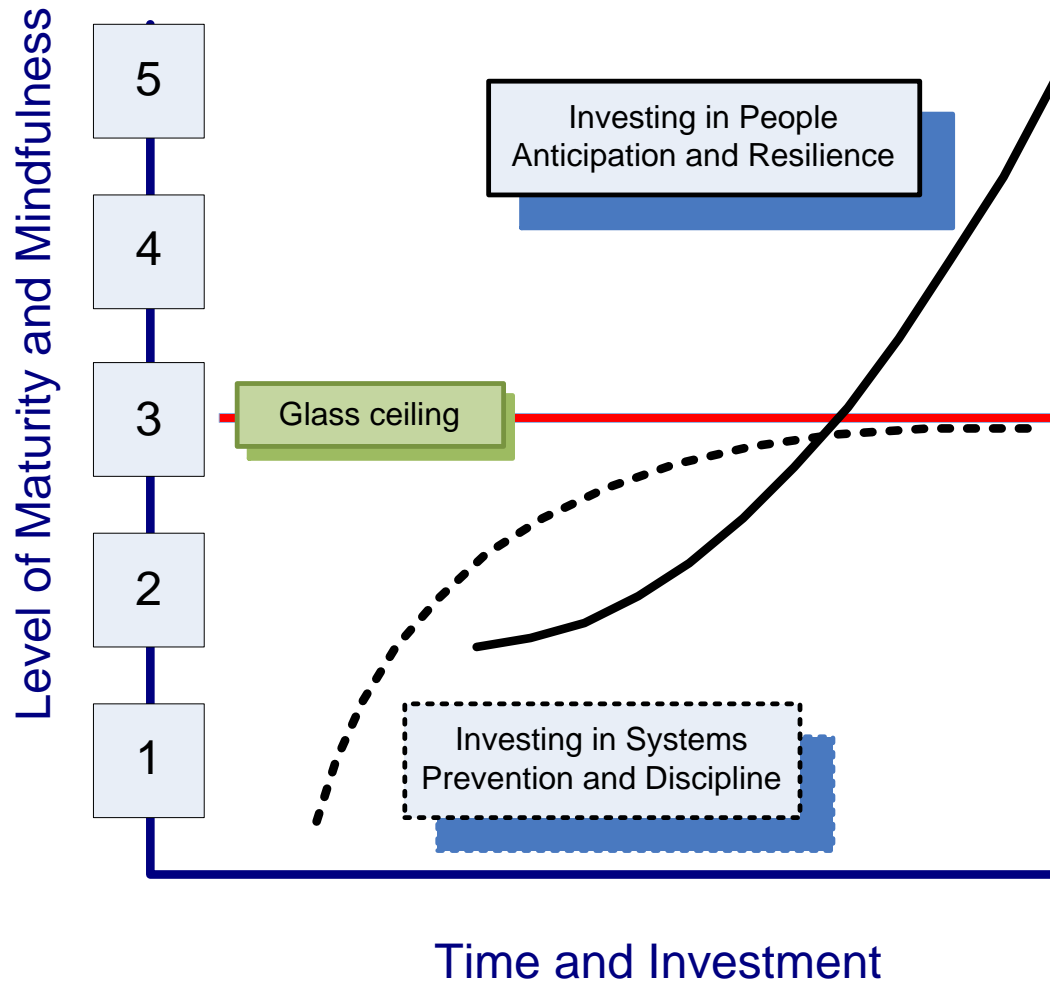 Level of Maturity and Mindfulness
5
Investing in People
Anticipation and Resilience
4
3
Glass ceiling
2
1
Investing in Systems
Prevention and Discipline
Time and Investment